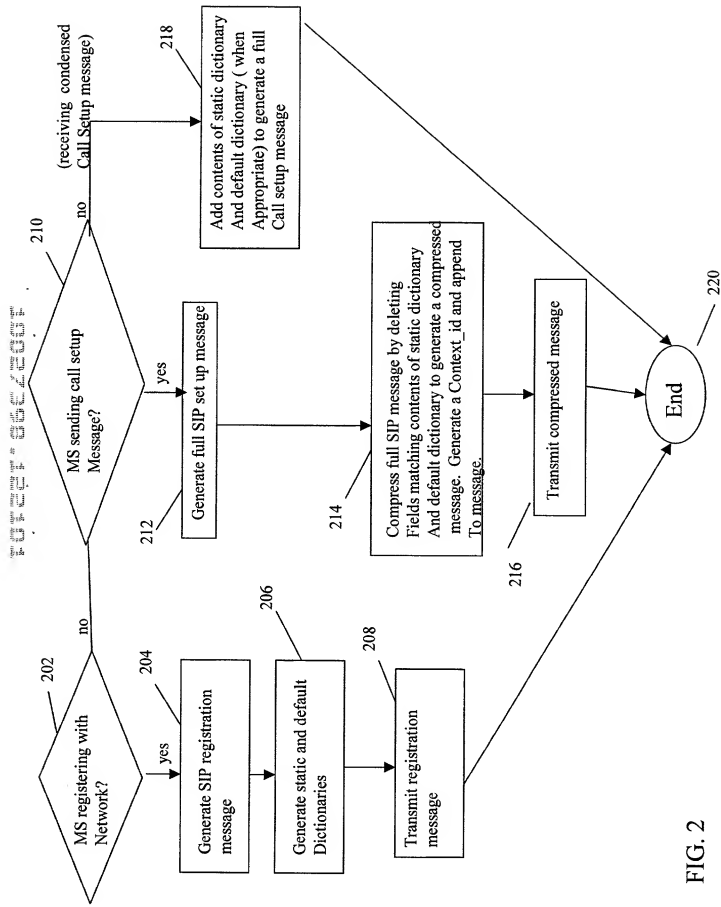 202
MS registering with
Network?
no
yes
204
Generate SIP registration
message
206
Generate static and default
Dictionaries
208
Transmit registration
message
210
MS sending call setup
Message?
no
(receiving condensed
Call Setup message)
yes
212
Generate full SIP set up message
214
Compress full SIP message by deleting
Fields matching contents of static dictionary
And default dictionary to generate a compressed
message. Generate a Context_id and append
To message.
216
Transmit compressed message
218
Add contents of static dictionary
And default dictionary ( when
Appropriate) to generate a full
Call setup message
End
220
FIG. 2